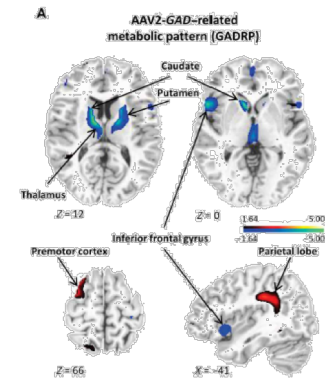 A
AAV2-GAD–related
metabolic pattern (GADRP)
Caudate
Putamen
Thalamus
Z = 12
Z = 0
1.64 -5.00
-1.64 5.00
Inferior frontal gyrus
Premotor cortex
Parietal lobe
Z = 66
X = –41